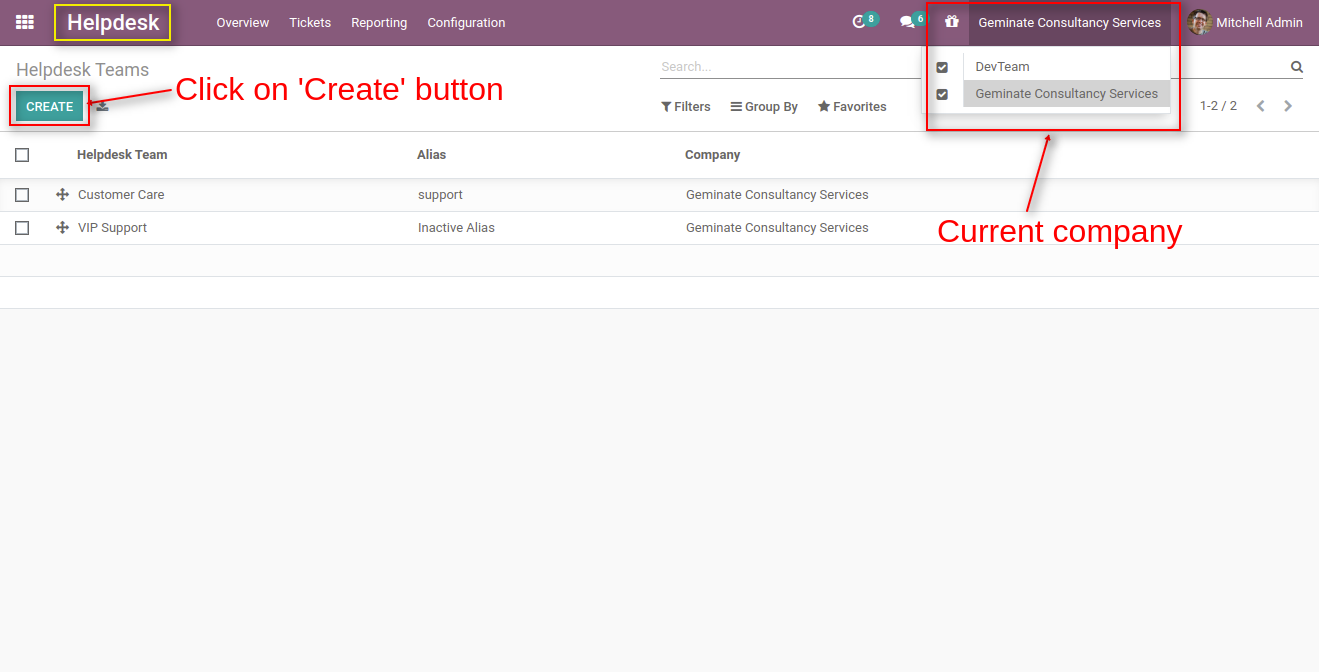 Helpdesk Overview Tickets Reporting Configuration 8 6 Geminate Consultancy Services Mitchell Admin
Helpdesk Teams Search... DevTeam
Click on 'Create' button
Geminate Consultancy Services
CREATE Filters Group By Favorites 1-2 / 2
Helpdesk Team Alias Company
Customer Care support Geminate Consultancy Services
VIP Support Inactive Alias Geminate Consultancy Services
Current company